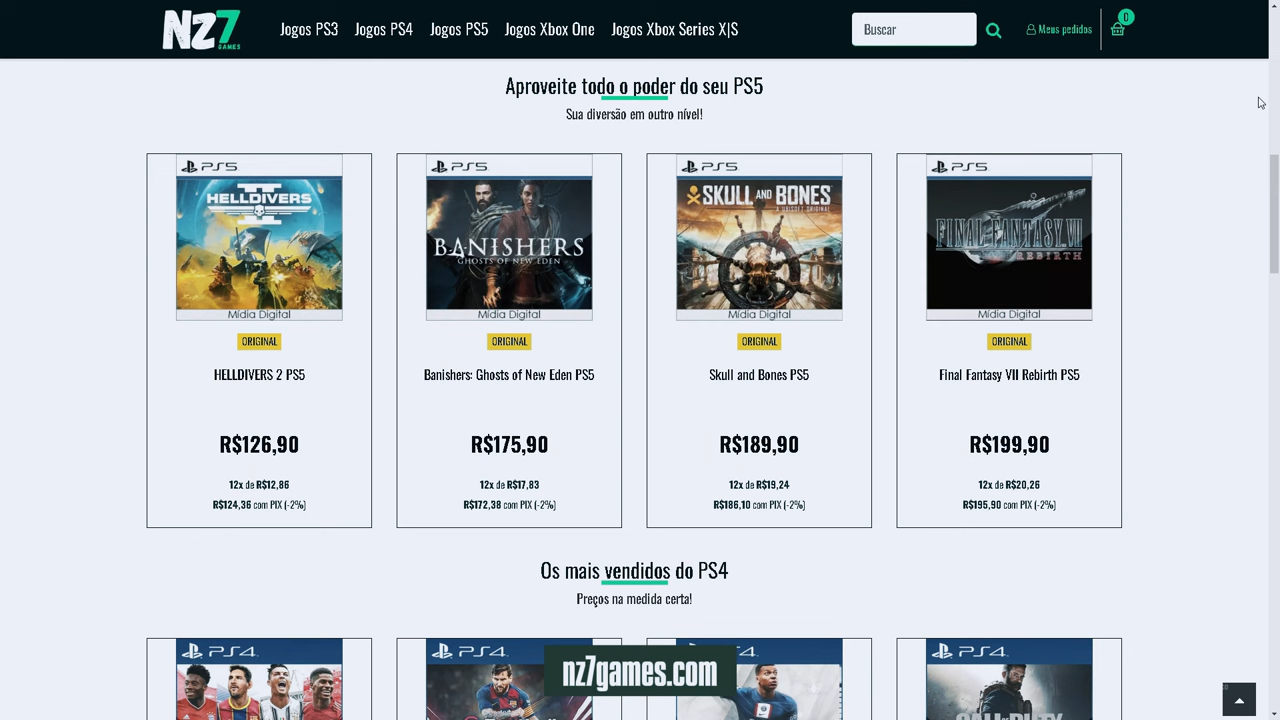 NZ7 GAMES
Jogos PS3 Jogos PS4 Jogos PS5 Jogos Xbox One Jogos Xbox Series X|S
Buscar
Meus pedidos
0
Aproveite todo o poder do seu PS5
Sua diversão em outro nível!
PS5
HELLDIVERS II
Mídia Digital
ORIGINAL
HELLDIVERS 2 PS5
R$126,90
12x de R$12,86
R$124,36 com PIX (-2%)
PS5
BANISHERS
GHOSTS OF NEW EDEN
Mídia Digital
ORIGINAL
Banishers: Ghosts of New Eden PS5
R$175,90
12x de R$17,83
R$172,38 com PIX (-2%)
PS5
SKULL AND BONES
A UBISOFT ORIGINAL
Mídia Digital
ORIGINAL
Skull and Bones PS5
R$189,90
12x de R$19,24
R$186,10 com PIX (-2%)
PS5
FINAL FANTASY VII
REBIRTH
Mídia Digital
ORIGINAL
Final Fantasy VII Rebirth PS5
R$199,90
12x de R$20,26
R$195,90 com PIX (-2%)
Os mais vendidos do PS4
Preços na medida certa!
PS4
PS4
PS4
CALL OF DUTY
nz7games.com